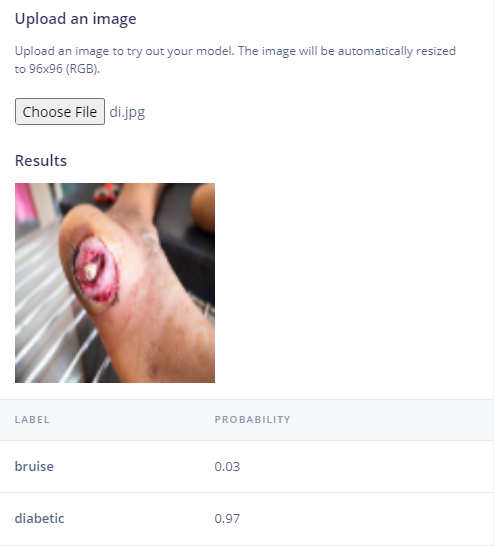 Upload an image
Upload an image to try out your model. The image will be automatically resized
to 96x96 (RGB).
Choose File di.jpg
Results
LABEL PROBABILITY
bruise 0.03
diabetic 0.97